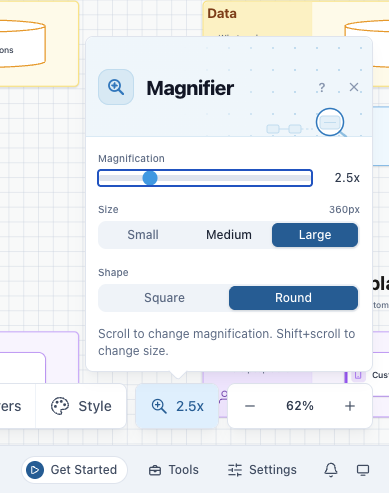 Data
ons
Magnifier
?
Magnification
2.5x
Size
360px
Small
Medium
Large
Shape
Square
Round
Scroll to change magnification. Shift+scroll to
change size.
Style
2.5x
62%
Get Started
Tools
Settings